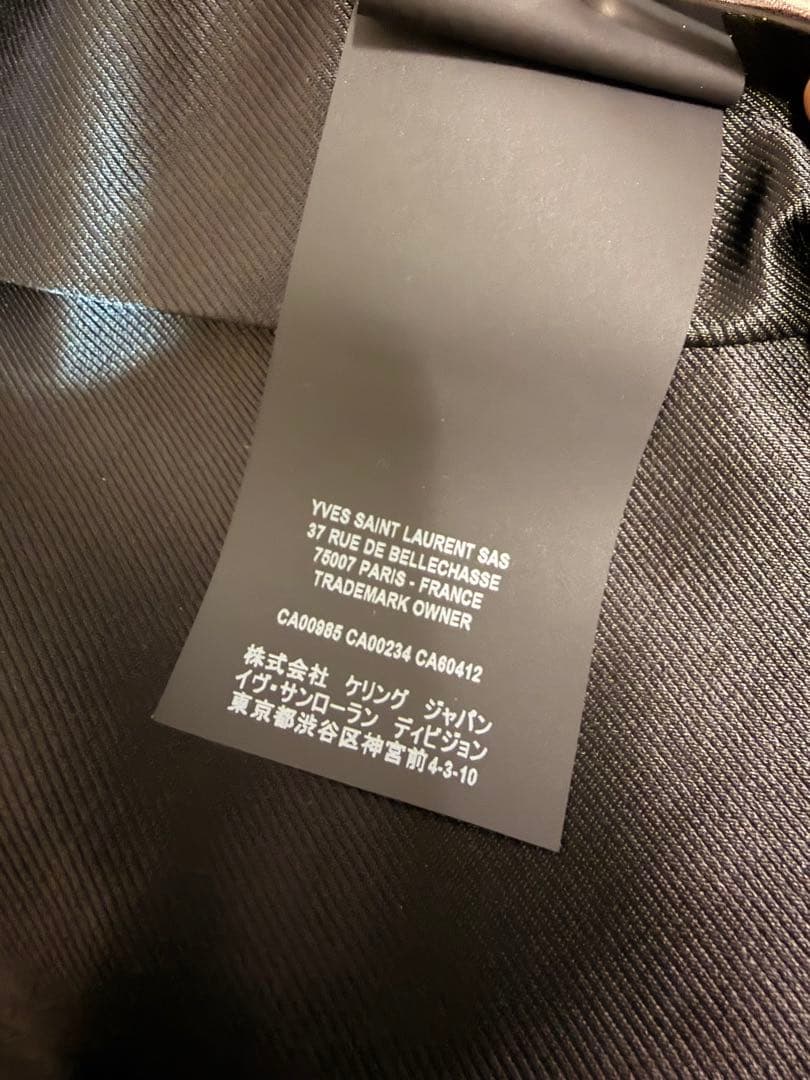 YVES SAINT LAURENT SAS
37 RUE DE BELLECHASSE
75007 PARIS - FRANCE
TRADEMARK OWNER
CA00985 CA00234 CA60412
株式会社 ケリング ジャパン
イヴ・サンローラン ディビジョン
東京都渋谷区神宮前4-3-10